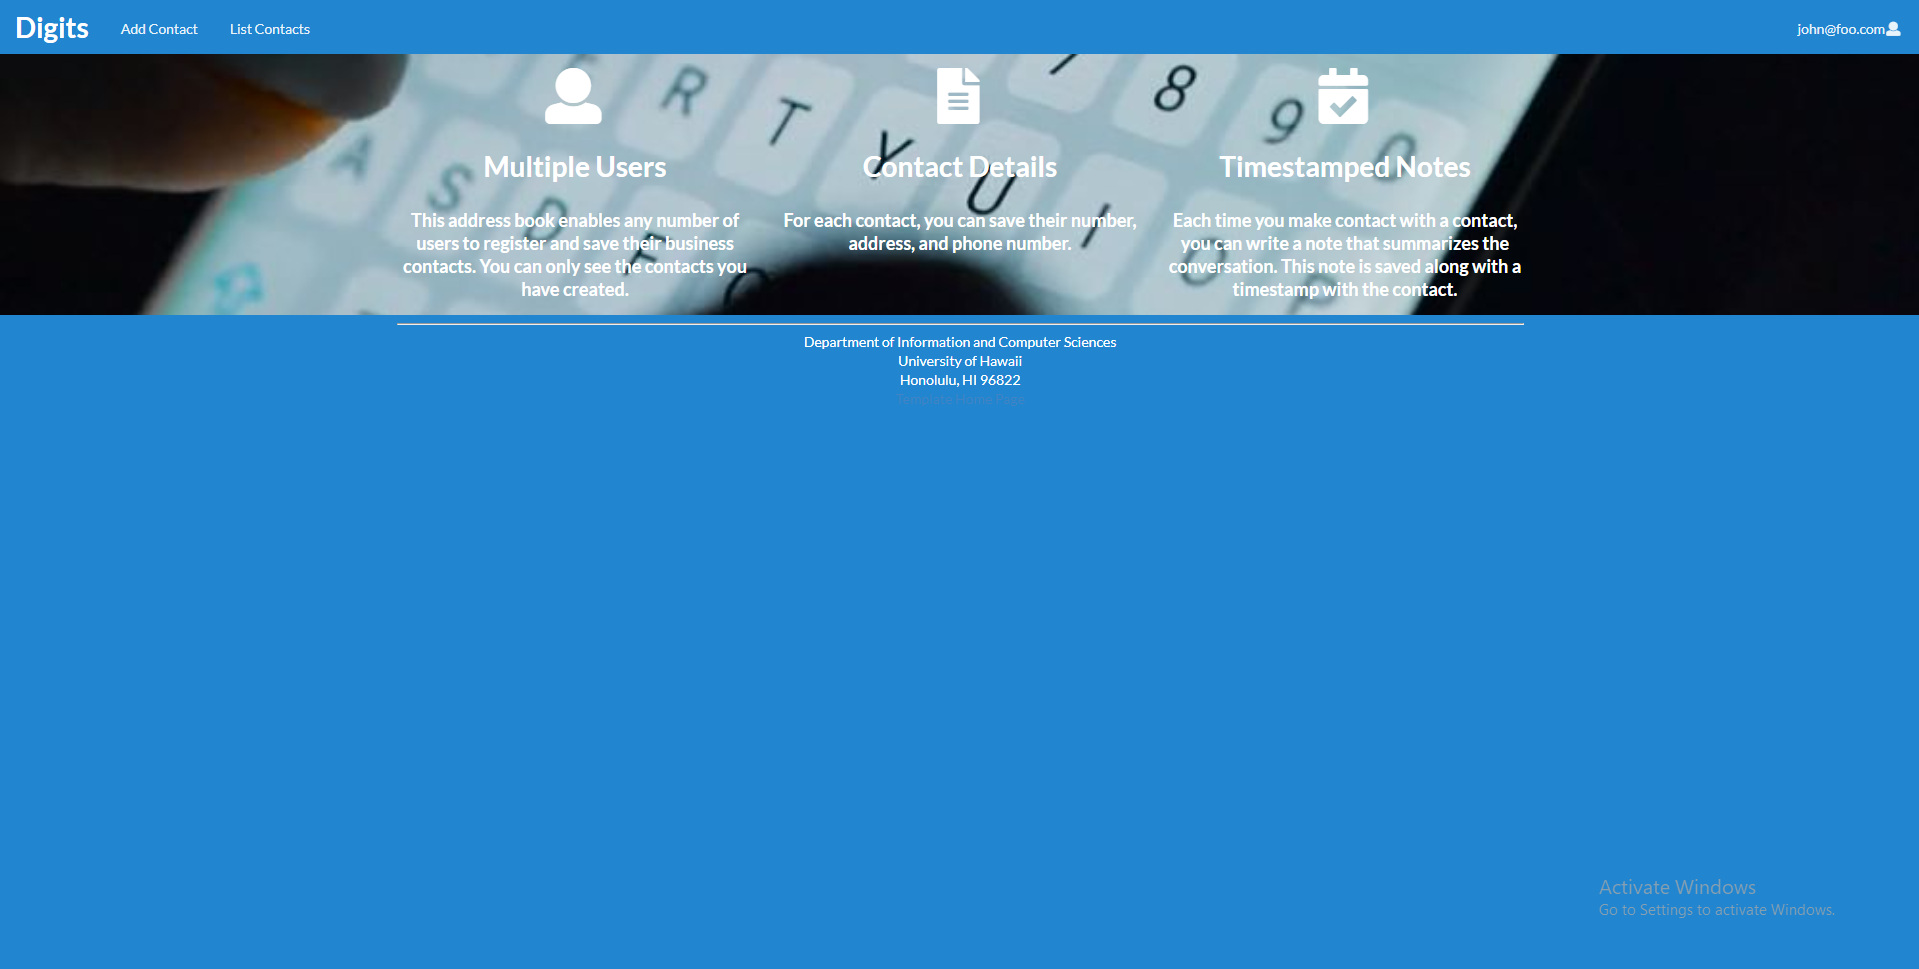 Digits
Add Contact
List Contacts
john@foo.com
E R T Y U I
7 8 9 0
A S D F G
O P
Multiple Users
This address book enables any number of
users to register and save their business
contacts. You can only see the contacts you
have created.
Contact Details
For each contact, you can save their number,
address, and phone number.
Timestamped Notes
Each time you make contact with a contact,
you can write a note that summarizes the
conversation. This note is saved along with a
timestamp with the contact.
Department of Information and Computer Sciences
University of Hawaii
Honolulu, HI 96822
Template Home Page
Activate Windows
Go to Settings to activate Windows.